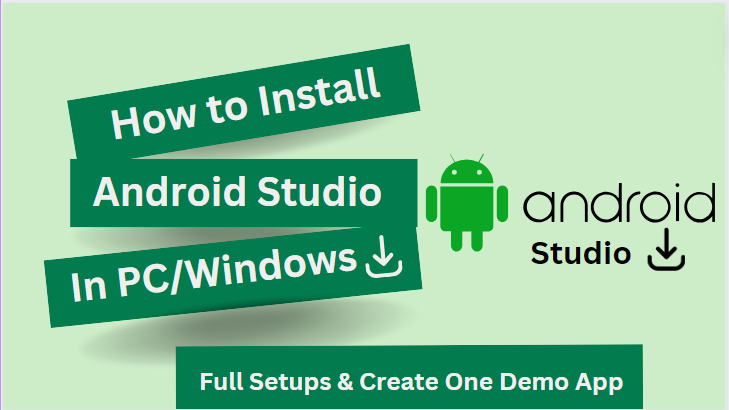 How to Install
Android Studio
In PC/Windows
android
Studio
Full Setups & Create One Demo App